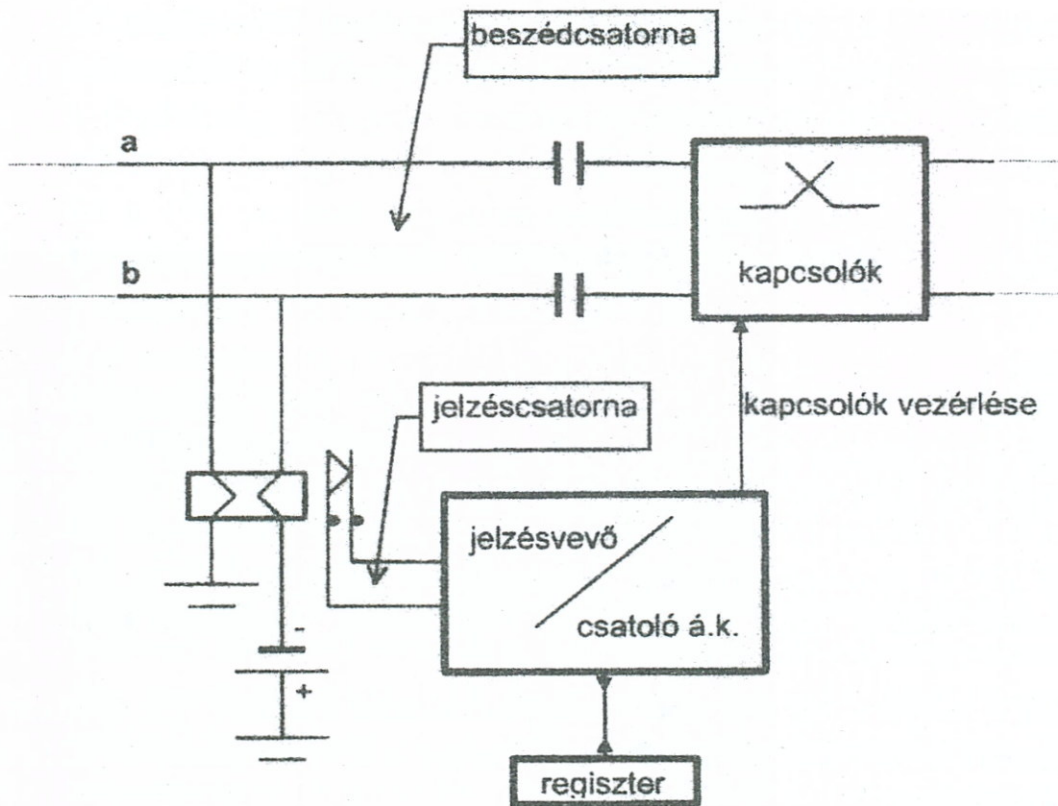 beszédcsatorna
a
b
kapcsolók
jelzéscsatorna
kapcsolók vezérlése
jelzésvevő
csatoló á.k.
-
+
regiszter